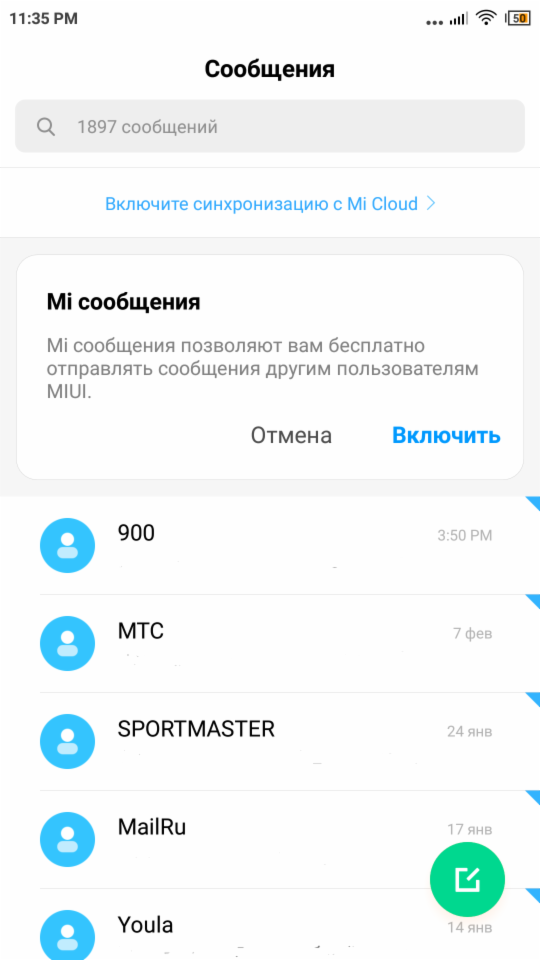 11:35 PM
50
Сообщения
1897 сообщений
Включите синхронизацию с Mi Cloud
Mi сообщения
Mi сообщения позволяют вам бесплатно
отправлять сообщения другим пользователям
MIUI.
Отмена Включить
900
3:50 PM
МТС
7 фев
SPORTMASTER
24 янв
MailRu
17 янв
Youla
14 янв